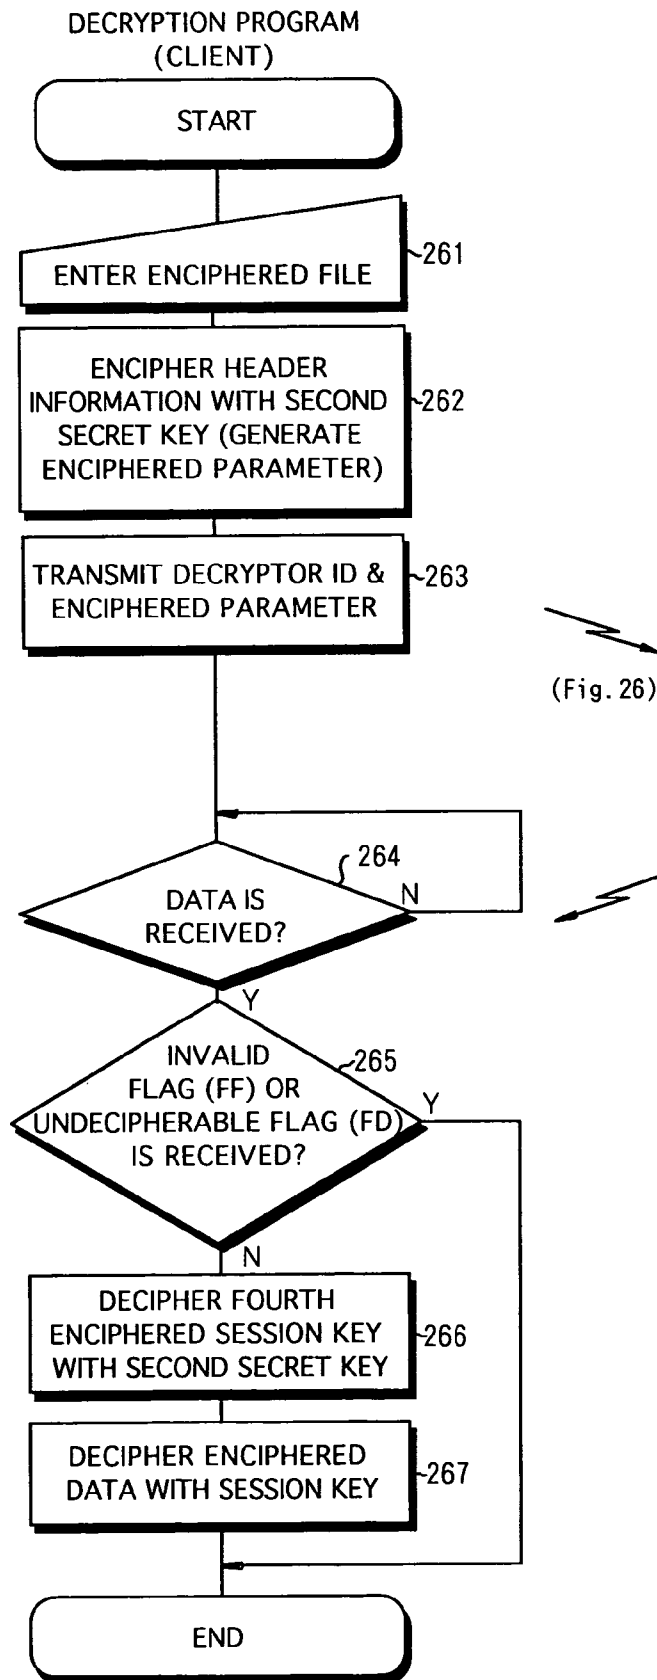 DECRYPTION PROGRAM
(CLIENT)
START
ENTER ENCIPHERED FILE
261
ENCIPHER HEADER
INFORMATION WITH SECOND
SECRET KEY (GENERATE
ENCIPHERED PARAMETER)
262
TRANSMIT DECRYPTOR ID &
ENCIPHERED PARAMETER
263
(Fig. 26)
264
DATA IS
RECEIVED?
N
Y
INVALID
FLAG (FF) OR
UNDECIPHERABLE FLAG (FD)
IS RECEIVED?
265
Y
N
DECIPHER FOURTH
ENCIPHERED SESSION KEY
WITH SECOND SECRET KEY
266
DECIPHER ENCIPHERED
DATA WITH SESSION KEY
267
END